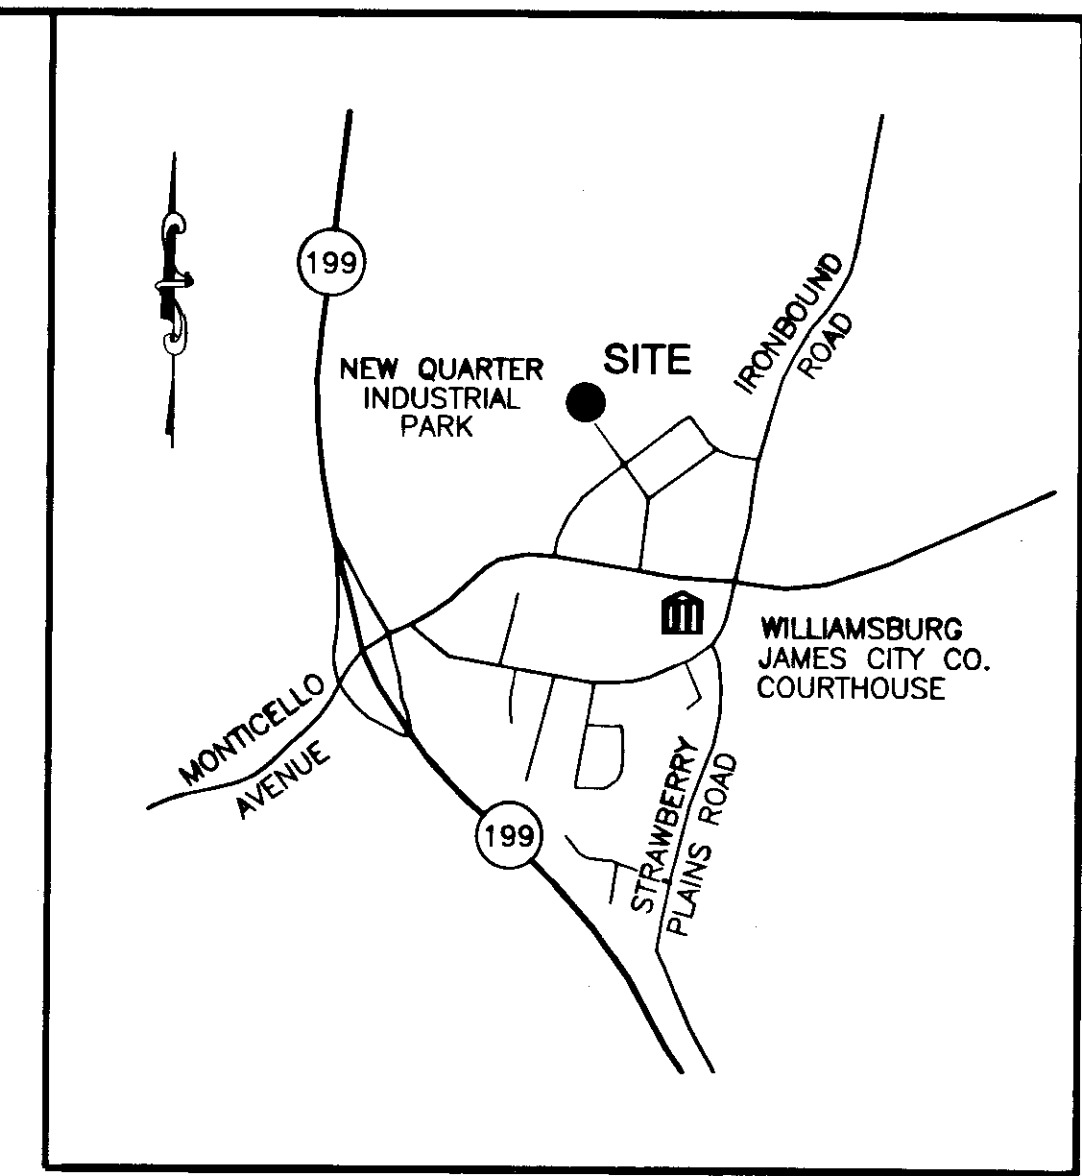 199
NEW QUARTER
INDUSTRIAL
PARK
SITE
IRONBOUND
ROAD
WILLIAMSBURG
JAMES CITY CO.
COURTHOUSE
MONTICELLO
AVENUE
STRAWBERRY
PLAINS ROAD
199